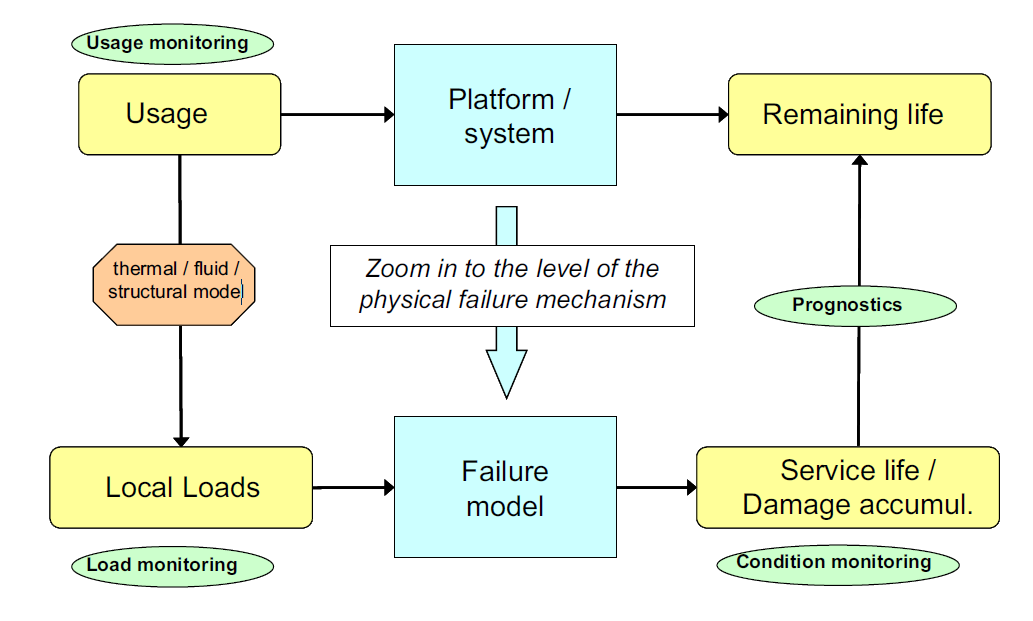 Usage monitoring
Usage
Platform /
system
Remaining life
thermal / fluid /
structural model
Zoom in to the level of the
physical failure mechanism
Prognostics
Local Loads
Failure
model
Service life /
Damage accumul.
Load monitoring
Condition monitoring